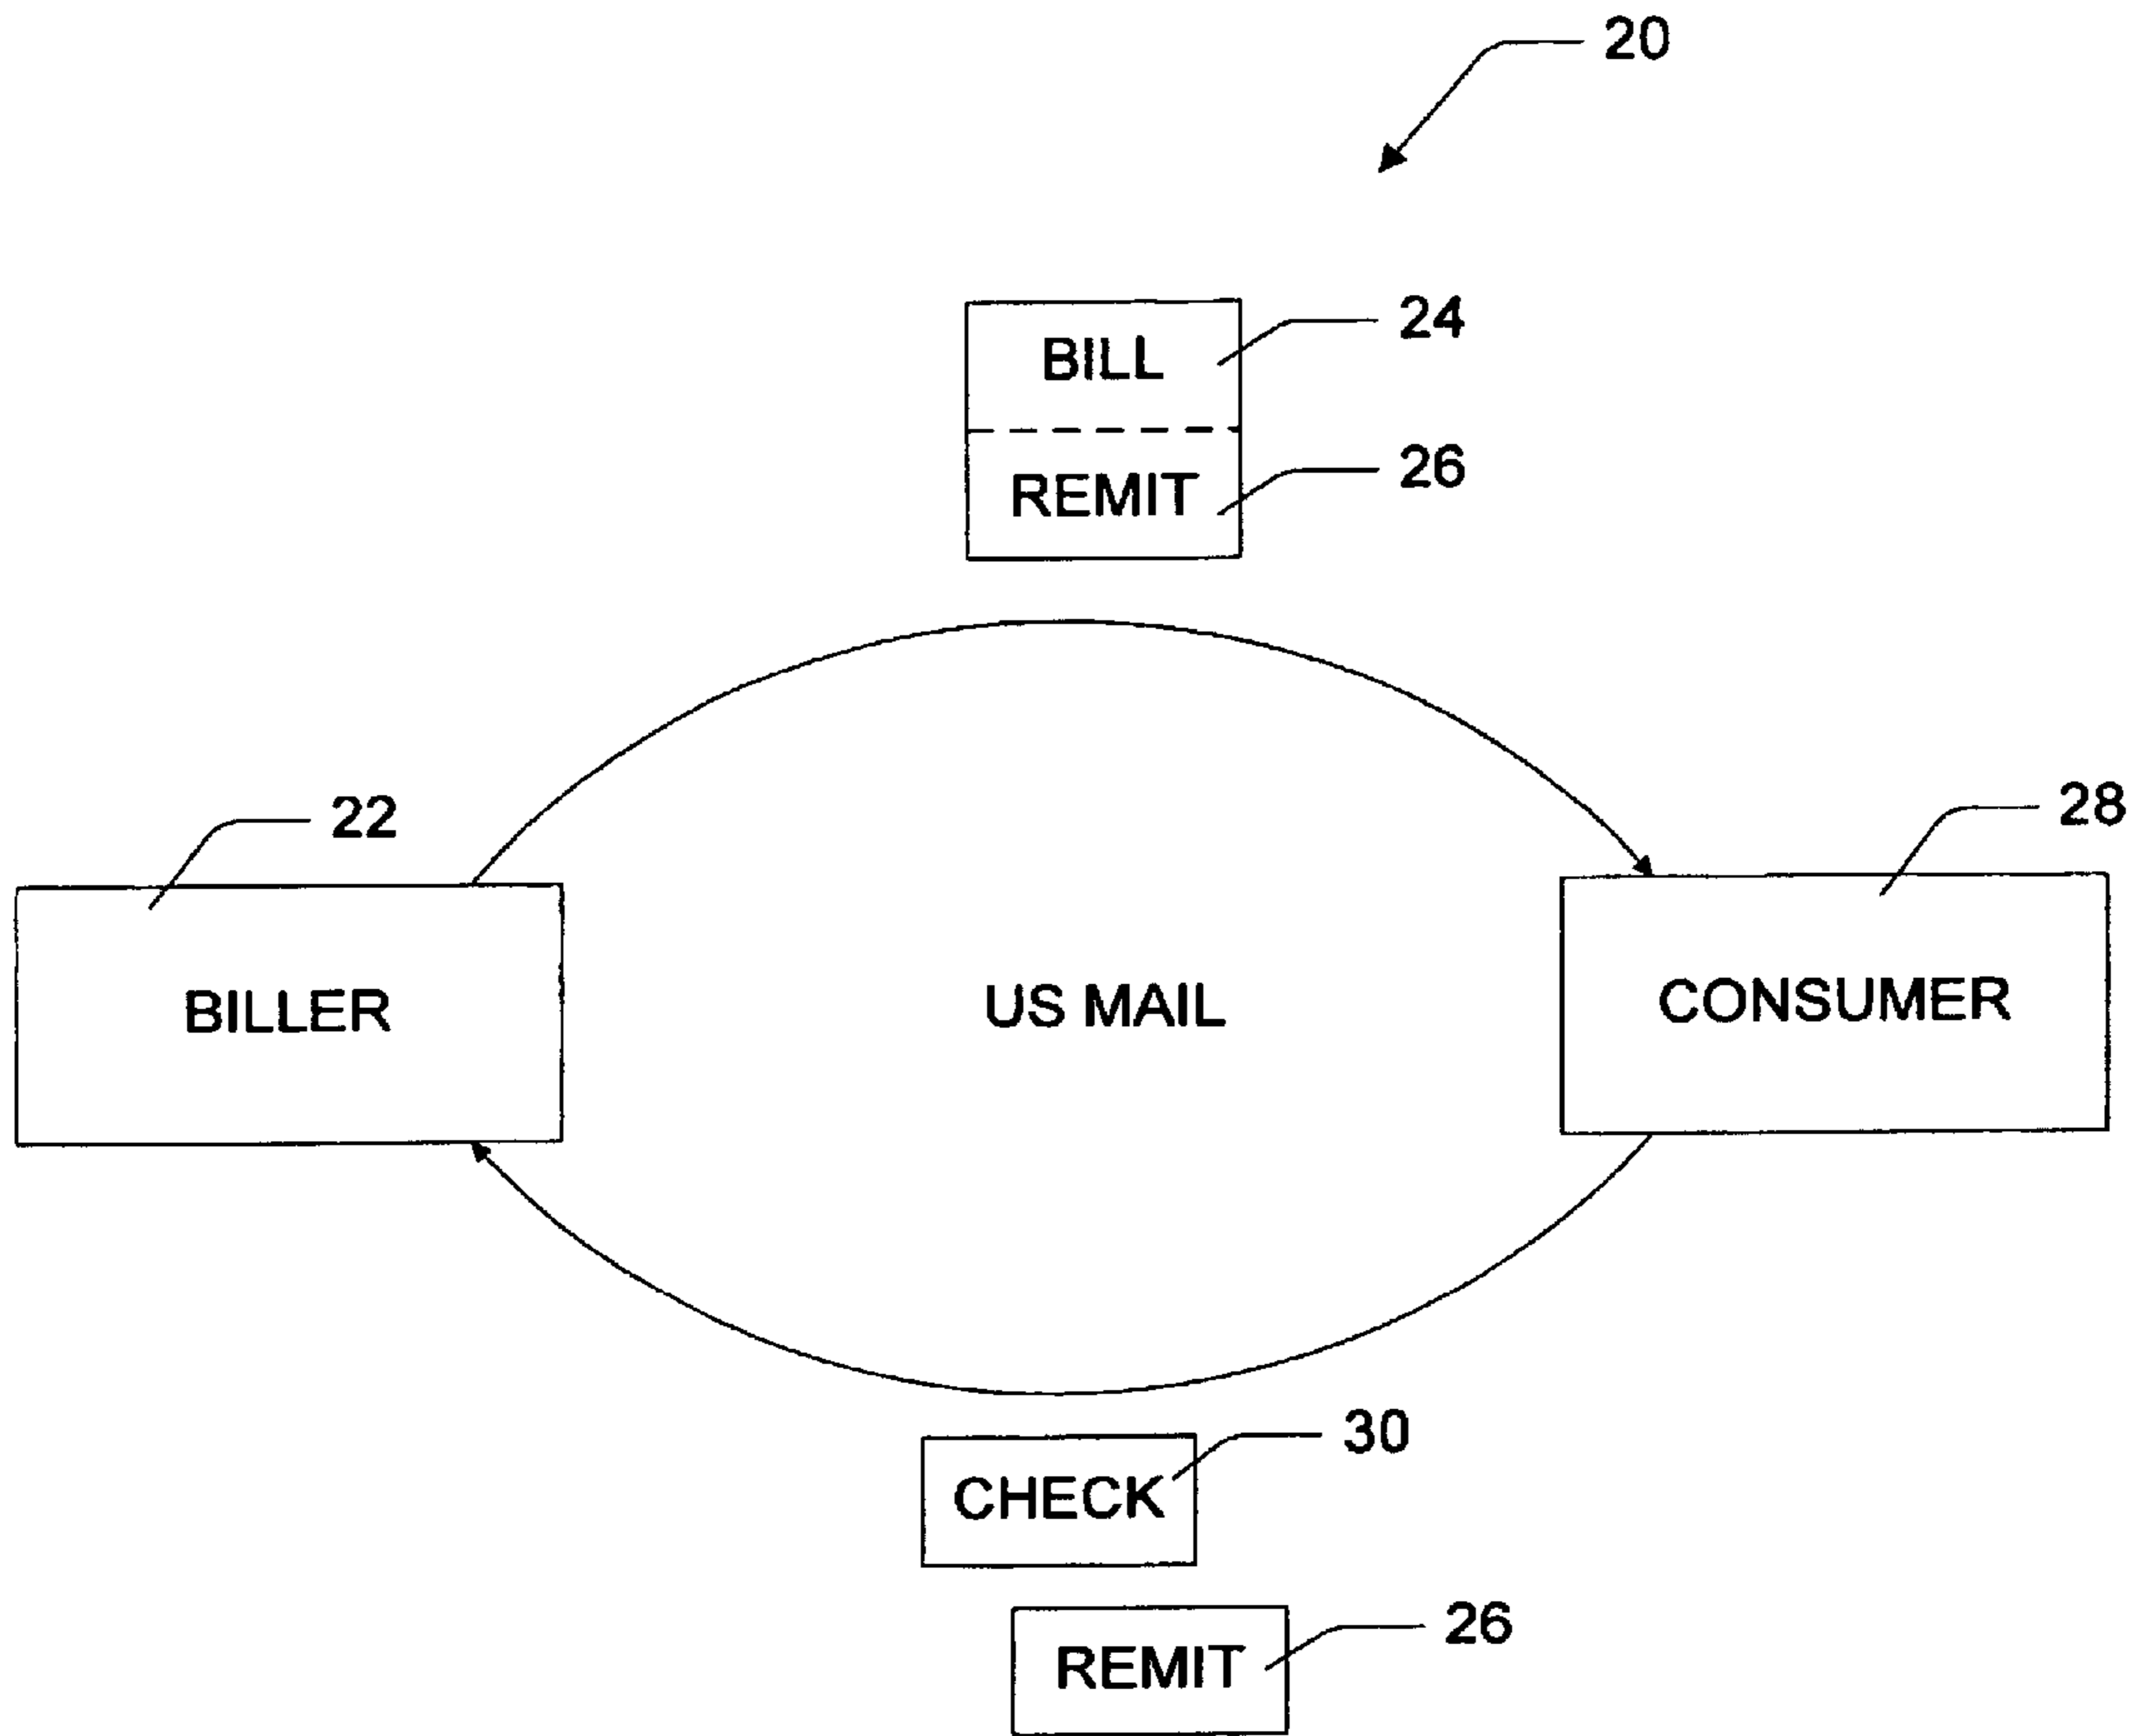 20
BILL
24
REMIT
26
22
28
BILLER
US MAIL
CONSUMER
30
CHECK
26
REMIT